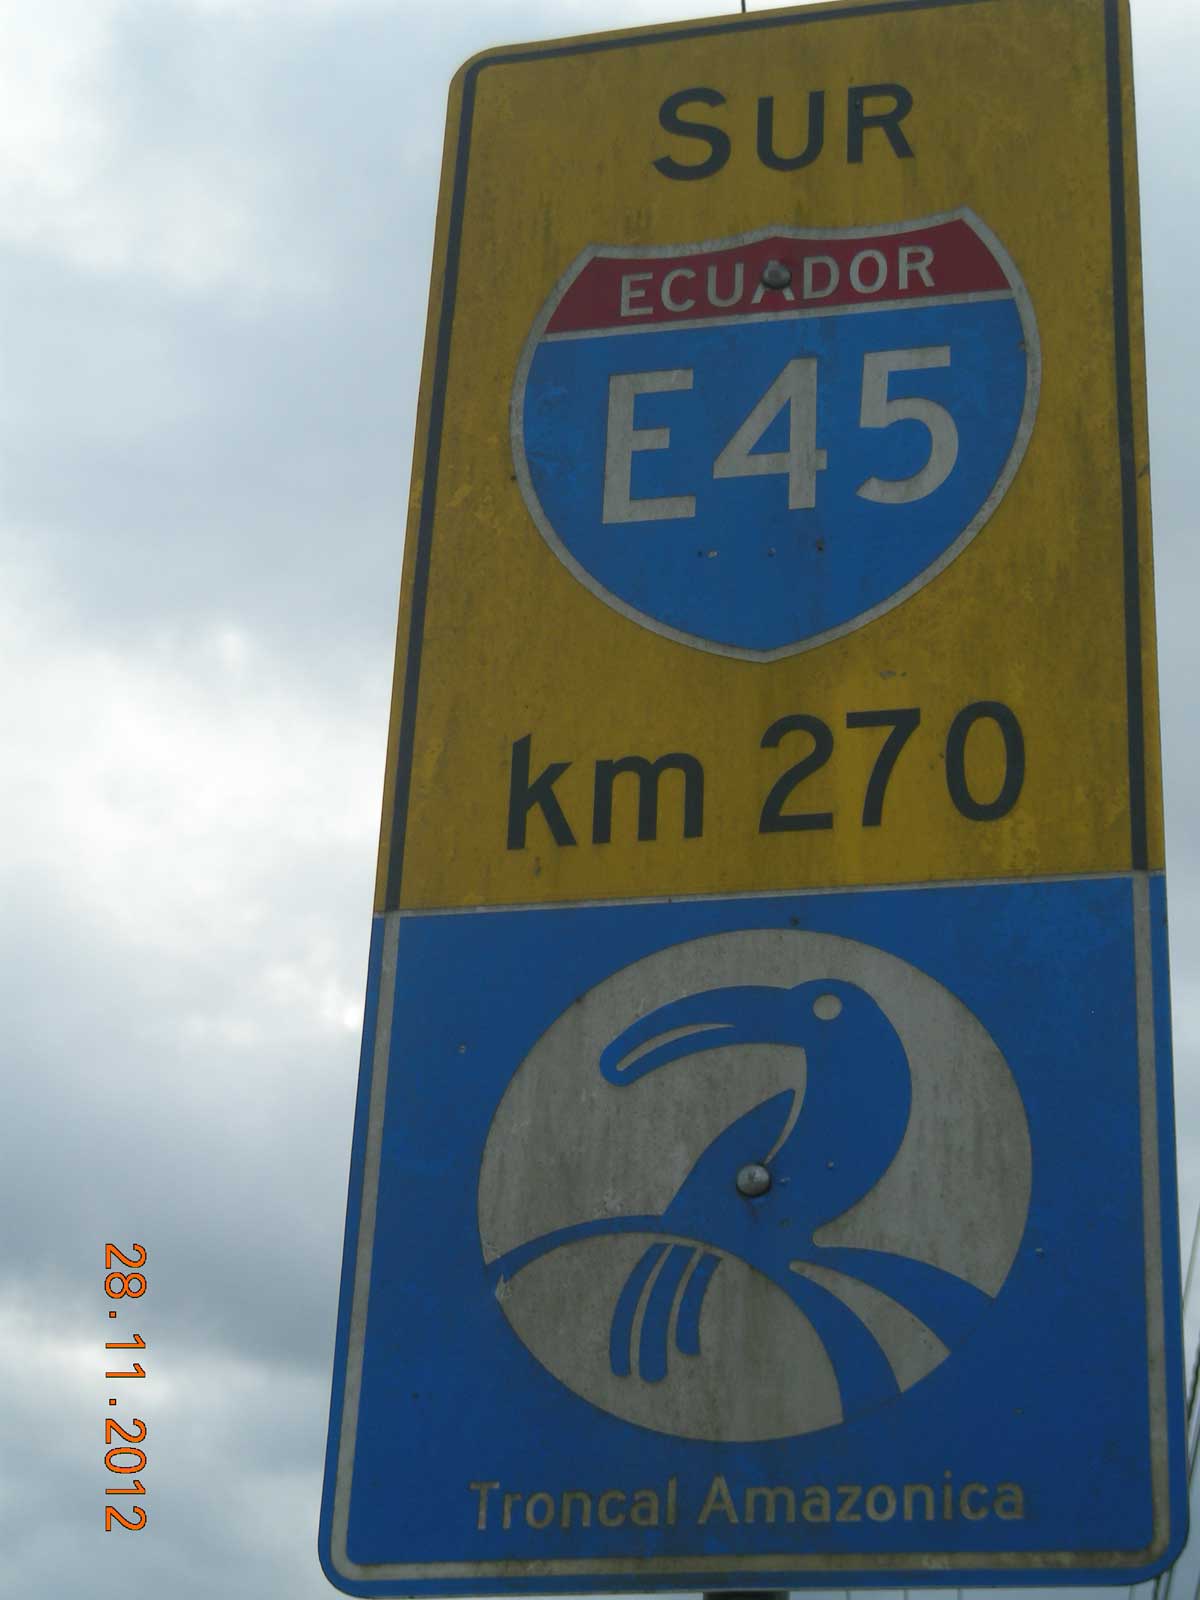 SUR
ECUADOR
E45
km 270
Troncal Amazonica
28.11.2012